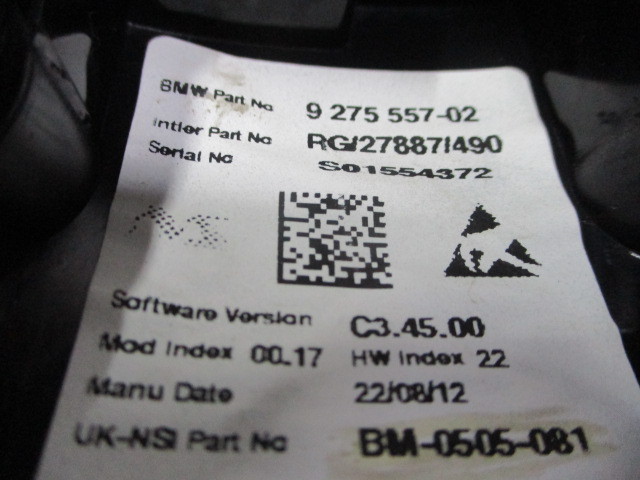 BMW Part No 9 275 557-02
Intier Part No RG/27887/490
Serial No S01554372
Software Version C3.45.00
Mod Index 00.17 HW Index 22
Manu Date 22/08/12
UK-NSI Part No BM-0505-081